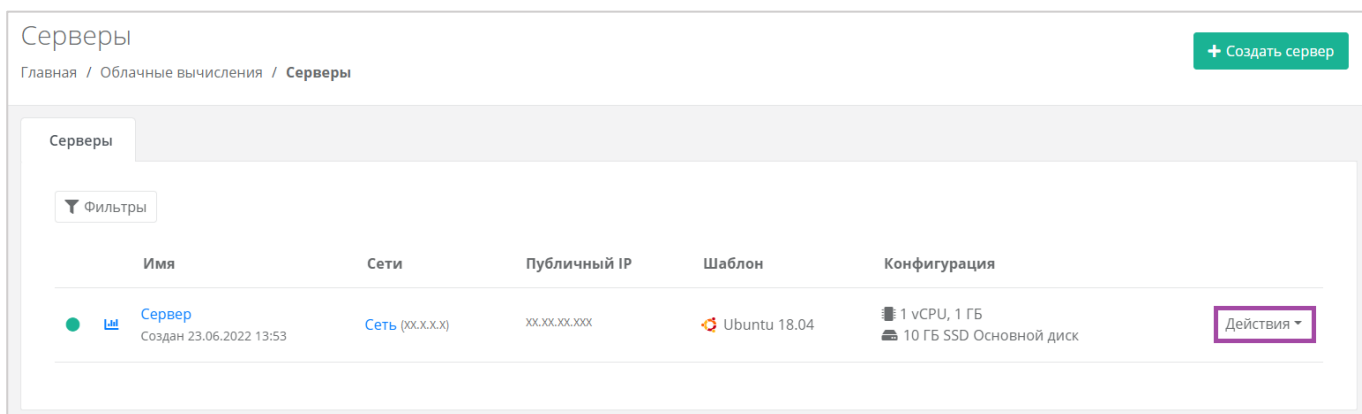 Серверы
+ Создать сервер
Главная / Облачные вычисления / Серверы
Серверы
Фильтры
Имя Сети Публичный IP Шаблон Конфигурация
Сервер Сеть (XX.X.X.X) XX.XX.XX.XXX Ubuntu 18.04 1 vCPU, 1 ГБ Действия
Создан 23.06.2022 13:53 10 ГБ SSD Основной диск